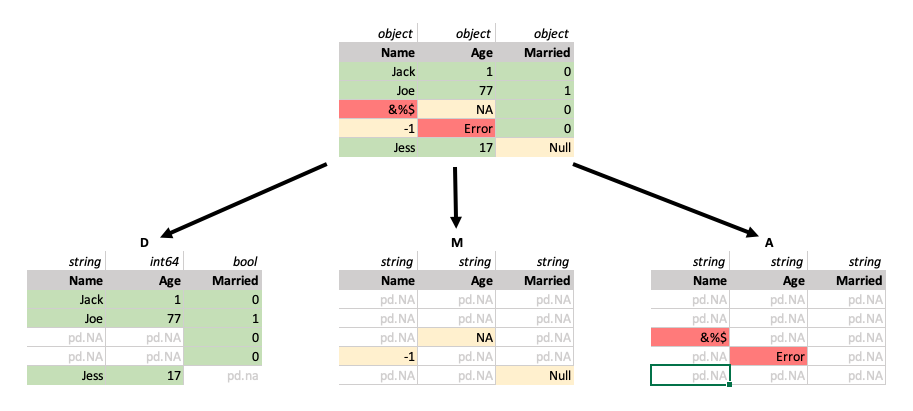 object object object
Name Age Married
Jack 1 0
Joe 77 1
&%$ NA 0
-1 Error 0
Jess 17 Null
D M A
string int64 bool string string string string string string
Name Age Married Name Age Married Name Age Married
Jack 1 0 pd.NA pd.NA pd.NA pd.NA pd.NA pd.NA
Joe 77 1 pd.NA pd.NA pd.NA pd.NA pd.NA pd.NA
pd.NA pd.NA 0 pd.NA NA pd.NA &%$ pd.NA pd.NA
pd.NA pd.NA 0 -1 pd.NA pd.NA pd.NA Error pd.NA
Jess 17 pd.na pd.NA pd.NA Null pd.NA pd.NA pd.NA